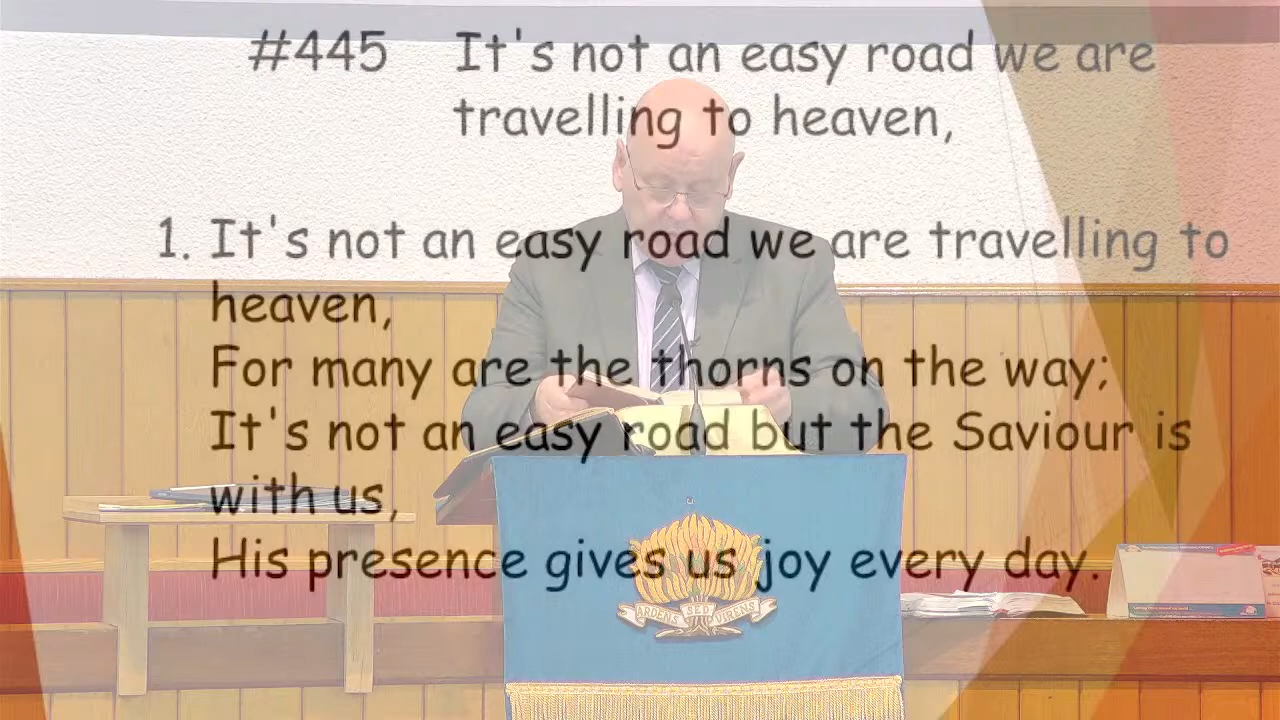 #445 It's not an easy road we are
travelling to heaven,
1. It's not an easy road we are travelling to
heaven,
For many are the thorns on the way;
It's not an easy road but the Saviour is
with us,
His presence gives us joy every day.
ARDENS SED VIRENS